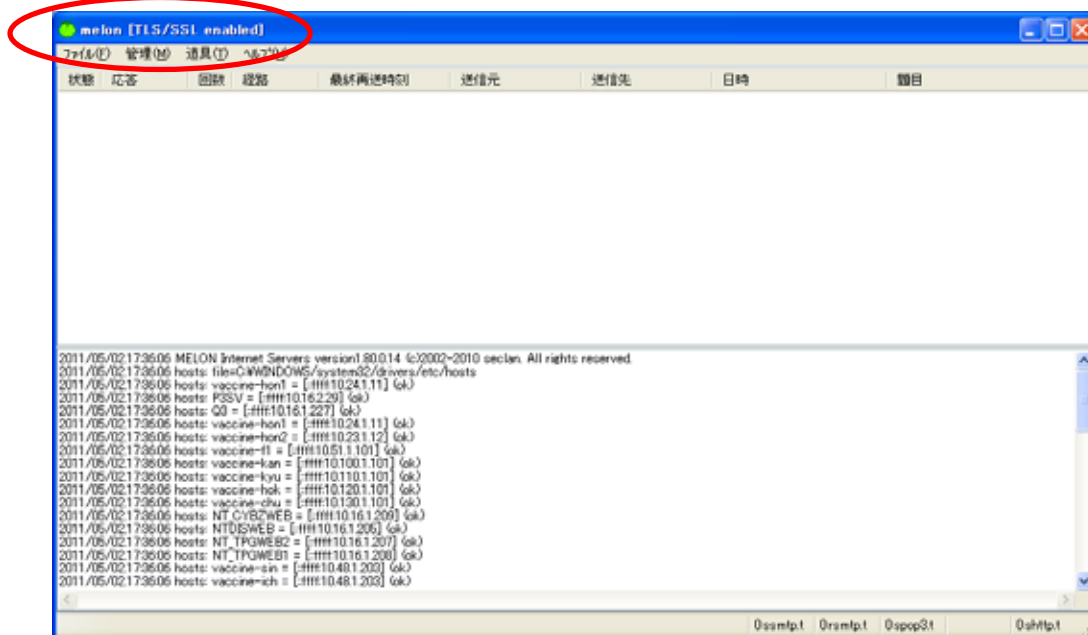 melon [TLS/SSL enabled]
ファイル(F) 管理(M) 道具(T) ヘルプ(H)
状態 応答 回数 経路 最終再送時刻 送信元 送信先 日時 題目
2011/05/02 17:36:06 MELON Internet Servers version1.80.0.14 (c)2002-2010 seclan. All rights reserved.
2011/05/02 17:36:06 hosts: file=C:¥WINDOWS/system32/drivers/etc/hosts
2011/05/02 17:36:06 hosts: vaccine-hon1 = [::ffff:10.24.1.11] (ok)
2011/05/02 17:36:06 hosts: P3SV = [::ffff:10.16.2.29] (ok)
2011/05/02 17:36:06 hosts: Q3 = [::ffff:10.16.1.227] (ok)
2011/05/02 17:36:06 hosts: vaccine-hon1 = [::ffff:10.24.1.11] (ok)
2011/05/02 17:36:06 hosts: vaccine-hon2 = [::ffff:10.23.1.12] (ok)
2011/05/02 17:36:06 hosts: vaccine-f1 = [::ffff:10.51.1.101] (ok)
2011/05/02 17:36:06 hosts: vaccine-kan = [::ffff:10.100.1.101] (ok)
2011/05/02 17:36:06 hosts: vaccine-kyu = [::ffff:10.110.1.101] (ok)
2011/05/02 17:36:06 hosts: vaccine-hok = [::ffff:10.120.1.101] (ok)
2011/05/02 17:36:06 hosts: vaccine-chu = [::ffff:10.130.1.101] (ok)
2011/05/02 17:36:06 hosts: NT_CYBZWEB = [::ffff:10.16.1.209] (ok)
2011/05/02 17:36:06 hosts: NTDISWEB = [::ffff:10.16.1.205] (ok)
2011/05/02 17:36:06 hosts: NT_TPGWEB2 = [::ffff:10.16.1.207] (ok)
2011/05/02 17:36:06 hosts: NT_TPGWEB1 = [::ffff:10.16.1.208] (ok)
2011/05/02 17:36:06 hosts: vaccine-sin = [::ffff:10.48.1.203] (ok)
2011/05/02 17:36:06 hosts: vaccine-ich = [::ffff:10.48.1.203] (ok)
0ssmtp.t 0rsmtp.t 0spop3.t 0shttp.t